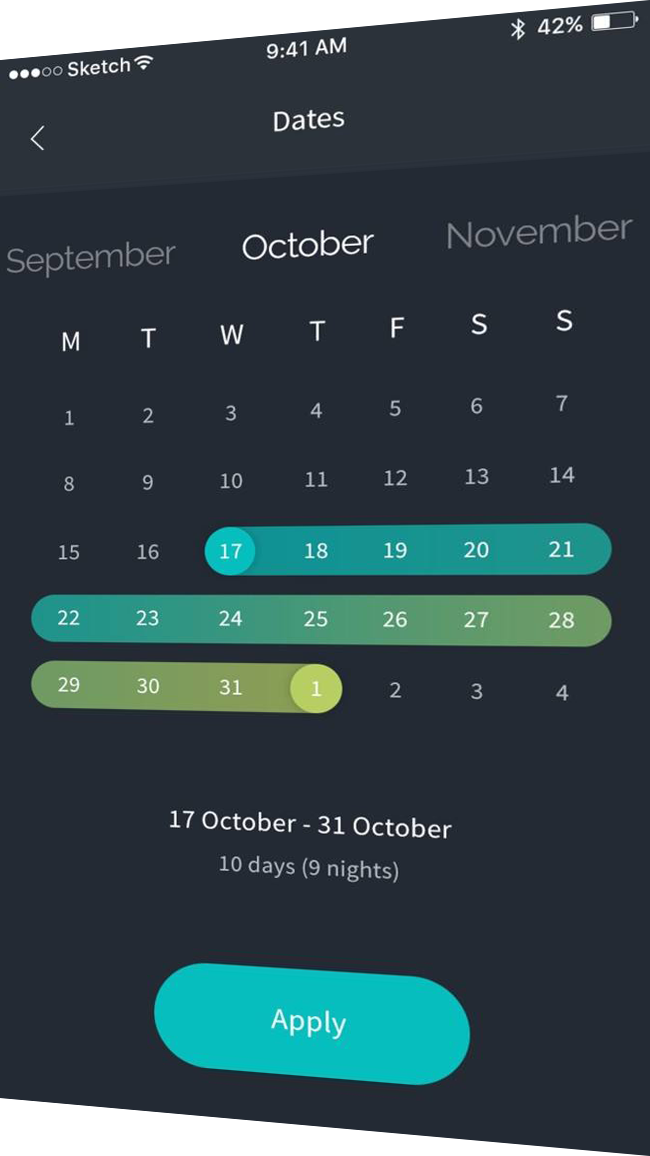 Sketch 9:41 AM 42%
Dates
September October November
M T W T F S S
1 2 3 4 5 6 7
8 9 10 11 12 13 14
15 16 17 18 19 20 21
22 23 24 25 26 27 28
29 30 31 1 2 3 4
17 October - 31 October
10 days (9 nights)
Apply